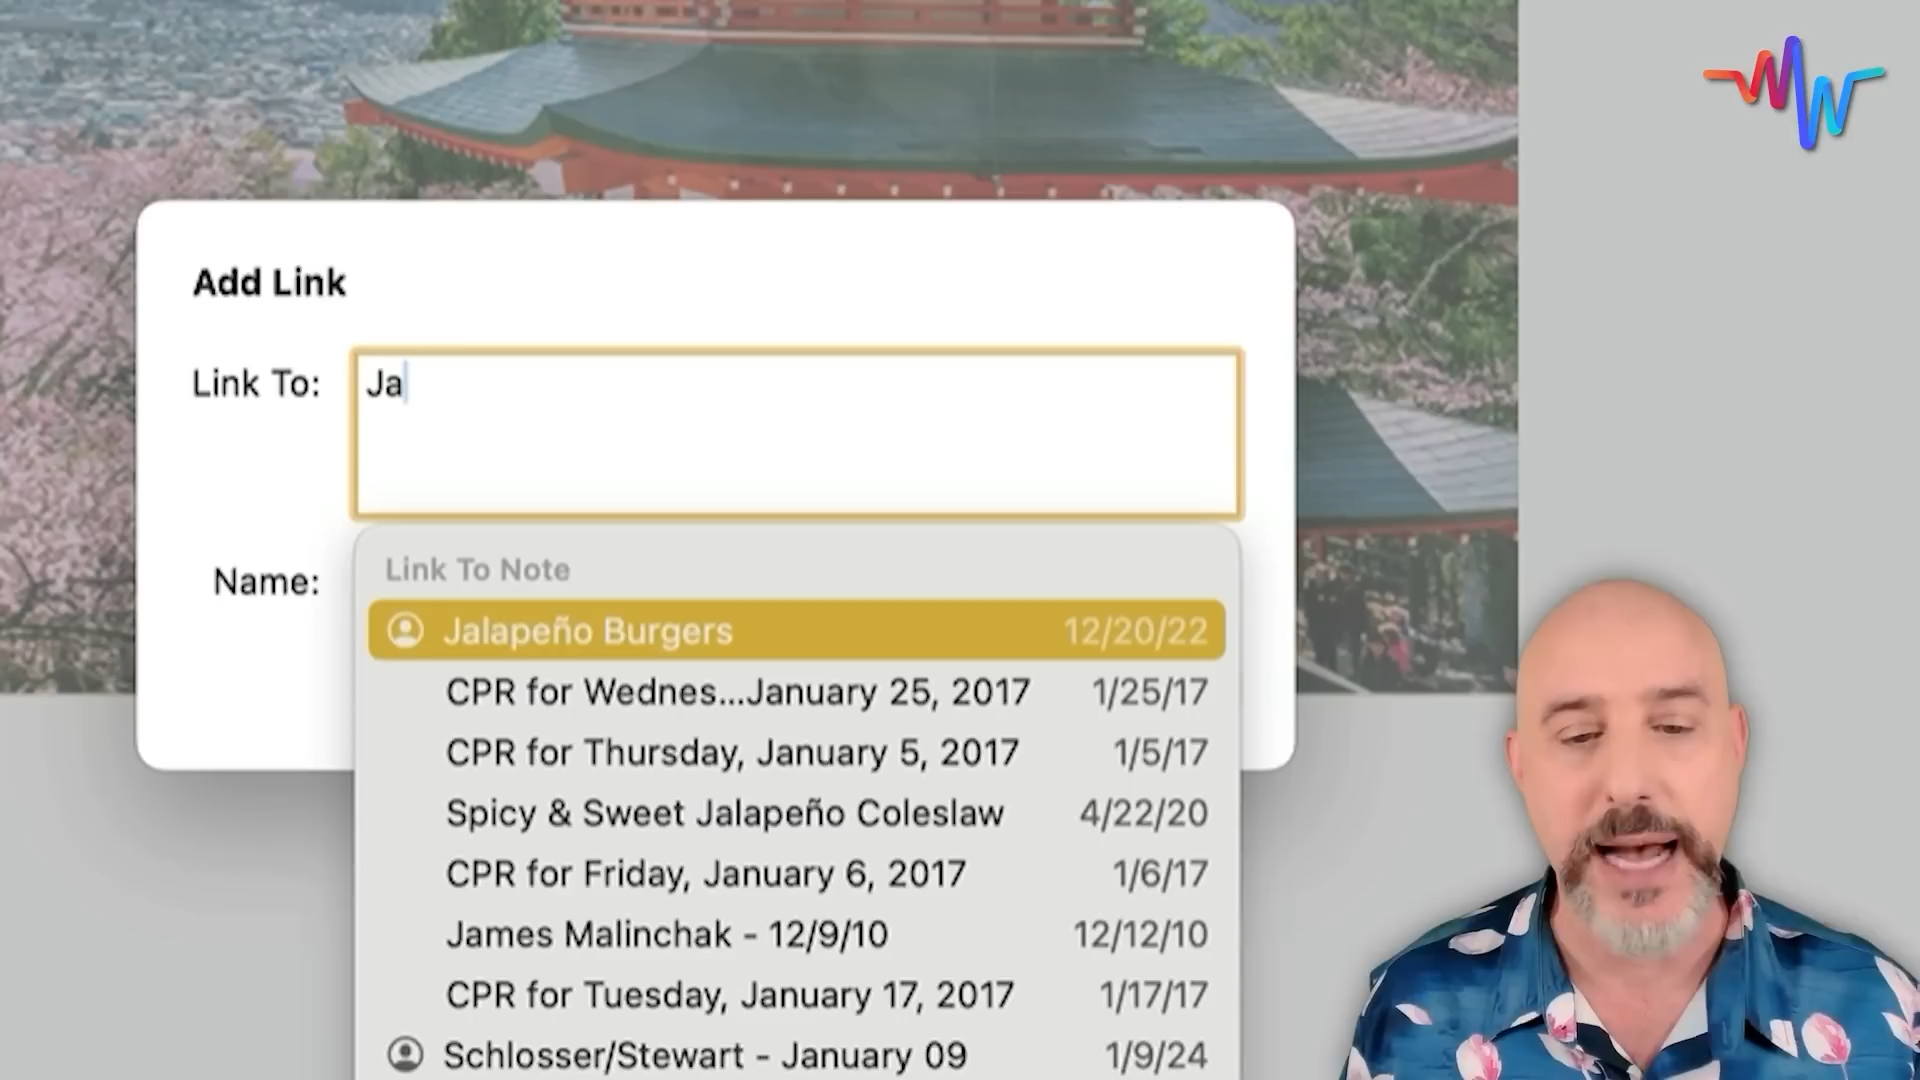 MW
Add Link
Link To: Ja
Name:
Link To Note
Jalapeño Burgers 12/20/22
CPR for Wednes...January 25, 2017 1/25/17
CPR for Thursday, January 5, 2017 1/5/17
Spicy & Sweet Jalapeño Coleslaw 4/22/20
CPR for Friday, January 6, 2017 1/6/17
James Malinchak - 12/9/10 12/12/10
CPR for Tuesday, January 17, 2017 1/17/17
Schlosser/Stewart - January 09 1/9/24